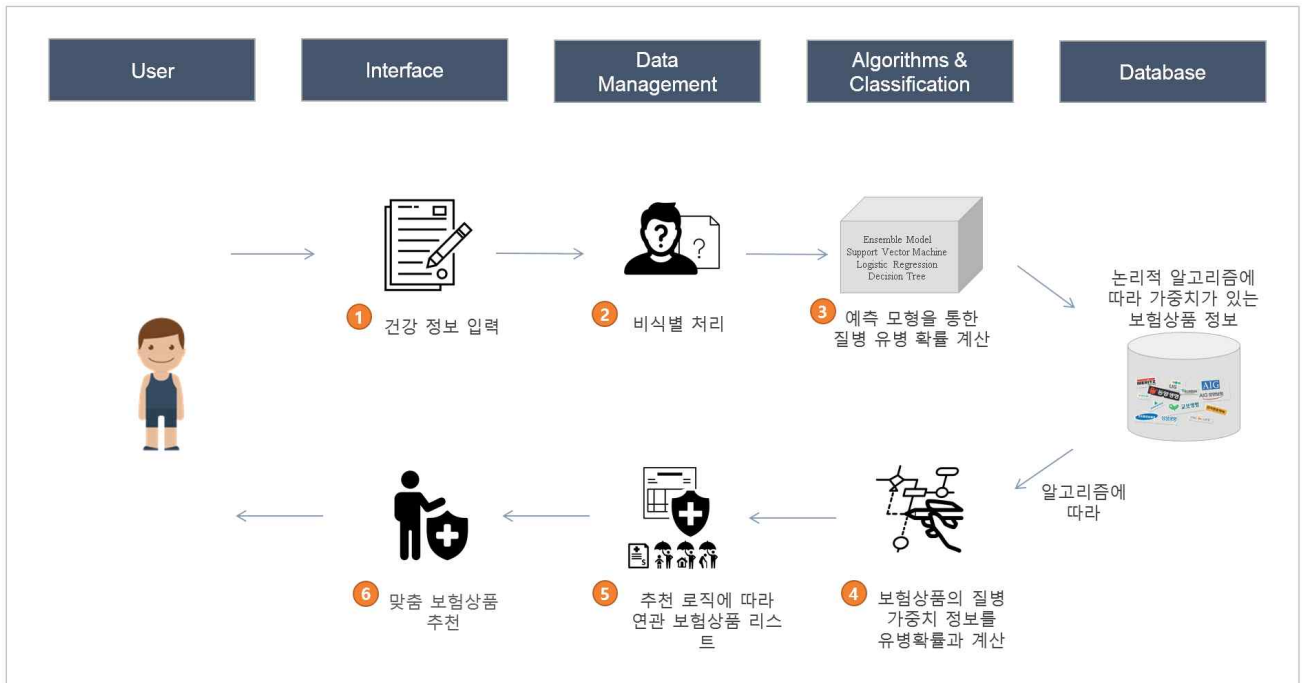 User
Interface
Data
Management
Algorithms &
Classification
Database
Ensemble Model
Support Vector Machine
Logistic Regression
Decision Tree
1
건강 정보 입력
?
?
2
비식별 처리
3
예측 모형을 통한
질병 유병 확률 계산
논리적 알고리즘에
따라 가중치가 있는
보험상품 정보
AIG
교보생명
SAMSUNG
알고리즘에
따라
4
보험상품의 질병
가중치 정보를
유병확률과 계산
5
추천 로직에 따라
연관 보험상품 리스
트
6
맞춤 보험상품
추천